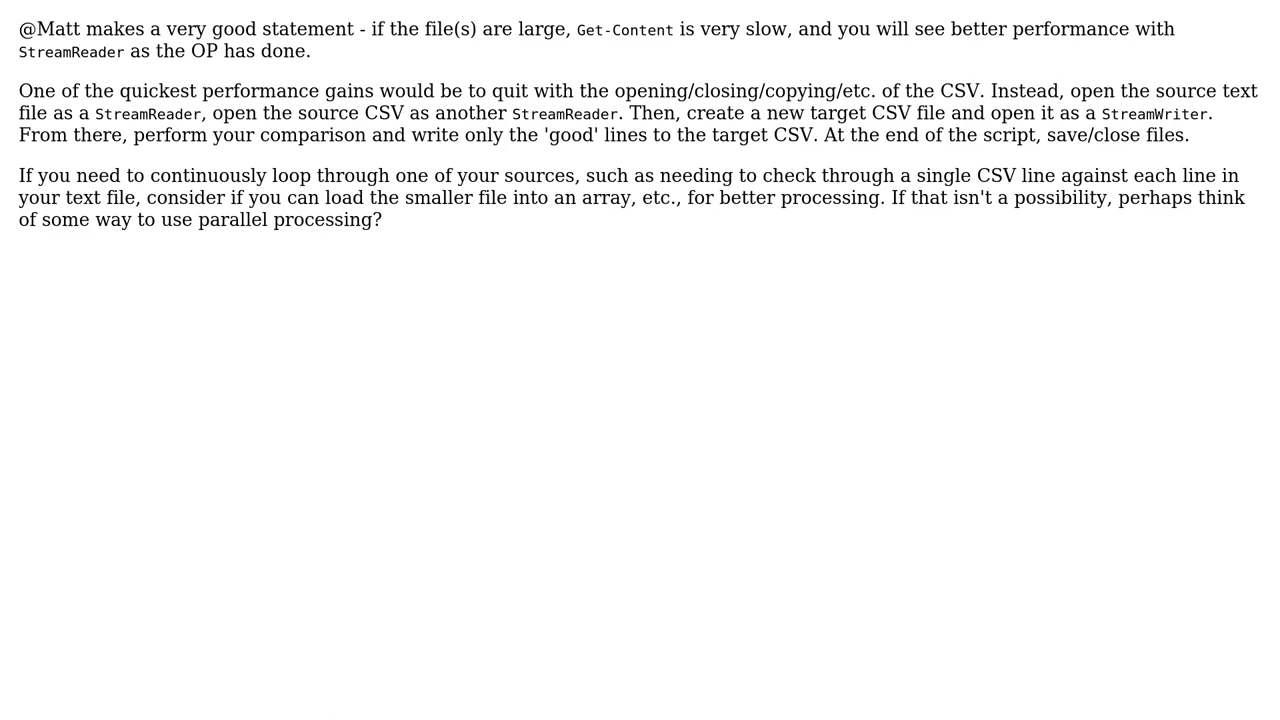 @Matt makes a very good statement - if the file(s) are large, Get-Content is very slow, and you will see better performance with
StreamReader as the OP has done.
One of the quickest performance gains would be to quit with the opening/closing/copying/etc. of the CSV. Instead, open the source text
file as a StreamReader, open the source CSV as another StreamReader. Then, create a new target CSV file and open it as a StreamWriter.
From there, perform your comparison and write only the 'good' lines to the target CSV. At the end of the script, save/close files.
If you need to continuously loop through one of your sources, such as needing to check through a single CSV line against each line in
your text file, consider if you can load the smaller file into an array, etc., for better processing. If that isn't a possibility, perhaps think
of some way to use parallel processing?